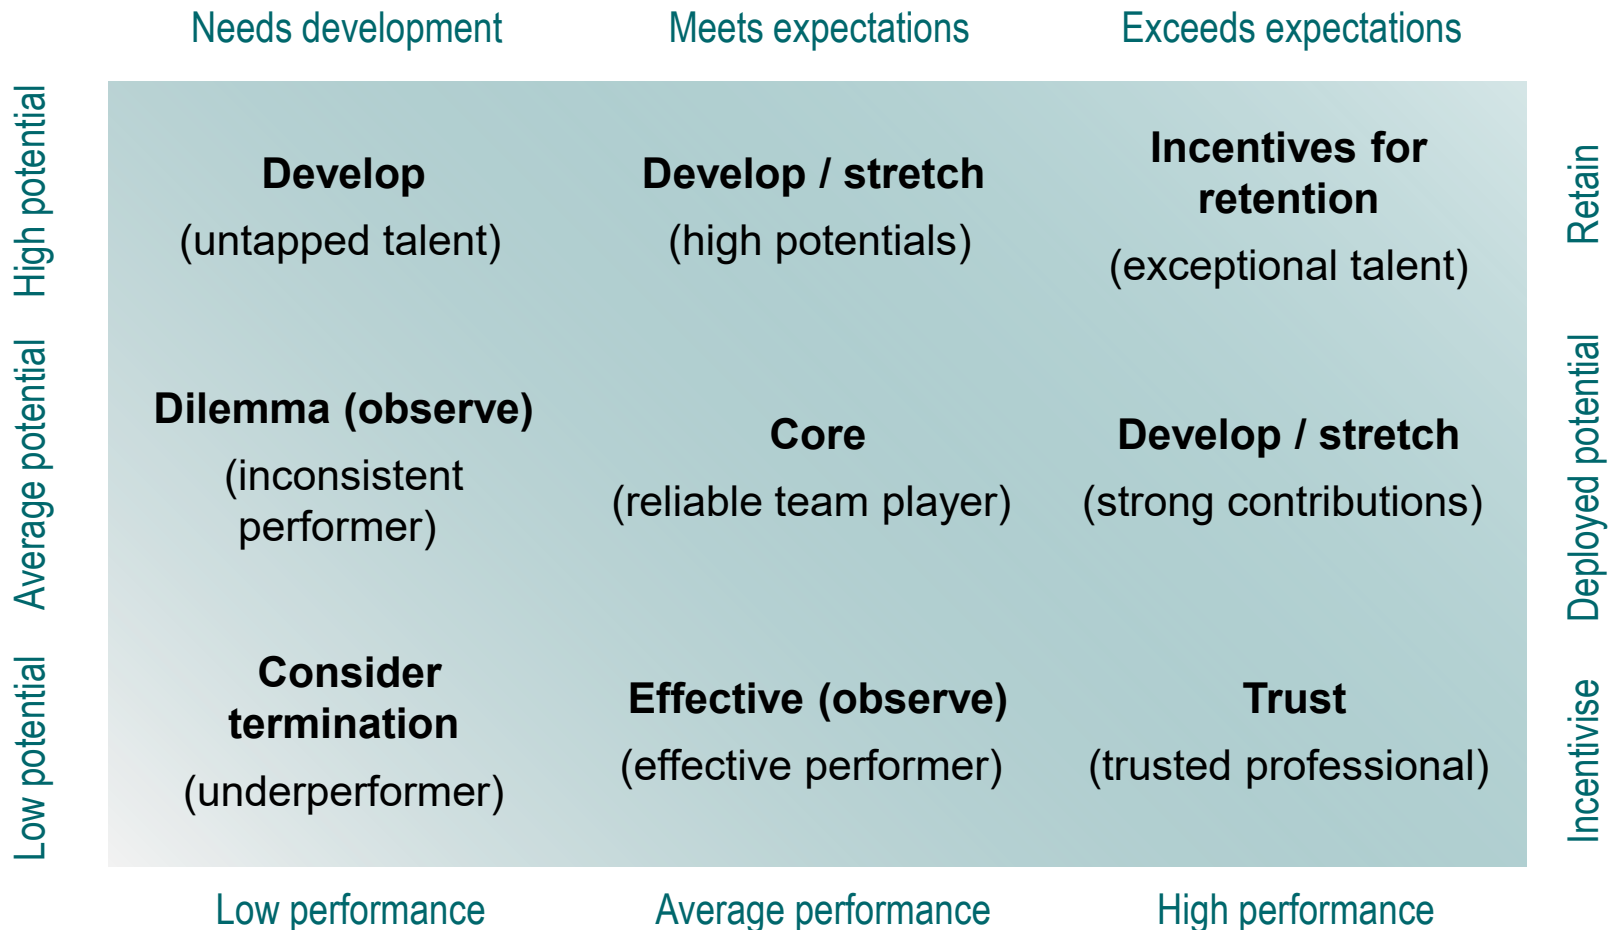 Needs development
Meets expectations
Exceeds expectations
High potential
Develop
(untapped talent)
Develop / stretch
(high potentials)
Incentives for
retention
(exceptional talent)
Retain
Average potential
Dilemma (observe)
(inconsistent
performer)
Core
(reliable team player)
Develop / stretch
(strong contributions)
Deployed potential
Low potential
Consider
termination
(underperformer)
Effective (observe)
(effective performer)
Trust
(trusted professional)
Incentivise
Low performance
Average performance
High performance